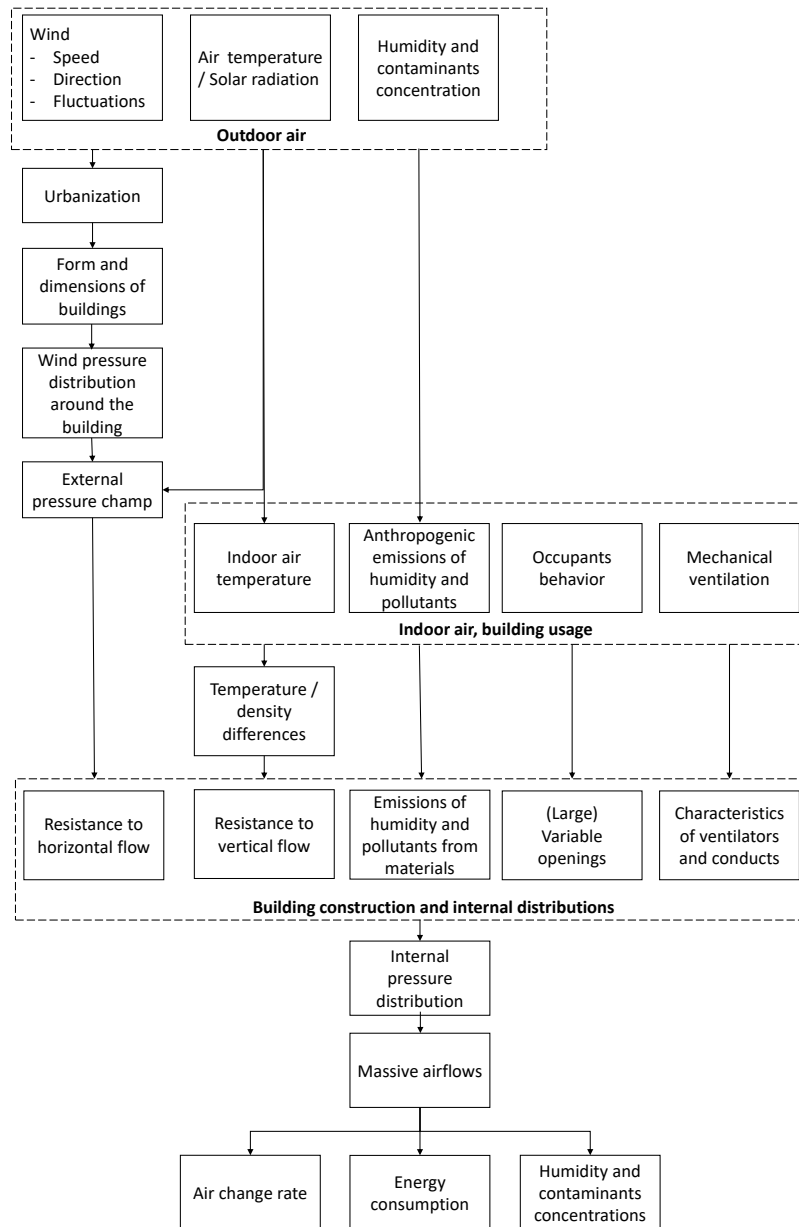 Wind
- Speed
- Direction
- Fluctuations
Air temperature
/ Solar radiation
Humidity and
contaminants
concentration
Outdoor air
Urbanization
Form and
dimensions of
buildings
Wind pressure
distribution
around the
building
External
pressure champ
Indoor air
temperature
Anthropogenic
emissions of
humidity and
pollutants
Occupants
behavior
Mechanical
ventilation
Indoor air, building usage
Temperature /
density
differences
Resistance to
horizontal flow
Resistance to
vertical flow
Emissions of
humidity and
pollutants from
materials
(Large)
Variable
openings
Characteristics
of ventilators
and conducts
Building construction and internal distributions
Internal
pressure
distribution
Massive airflows
Air change rate
Energy
consumption
Humidity and
contaminants
concentrations